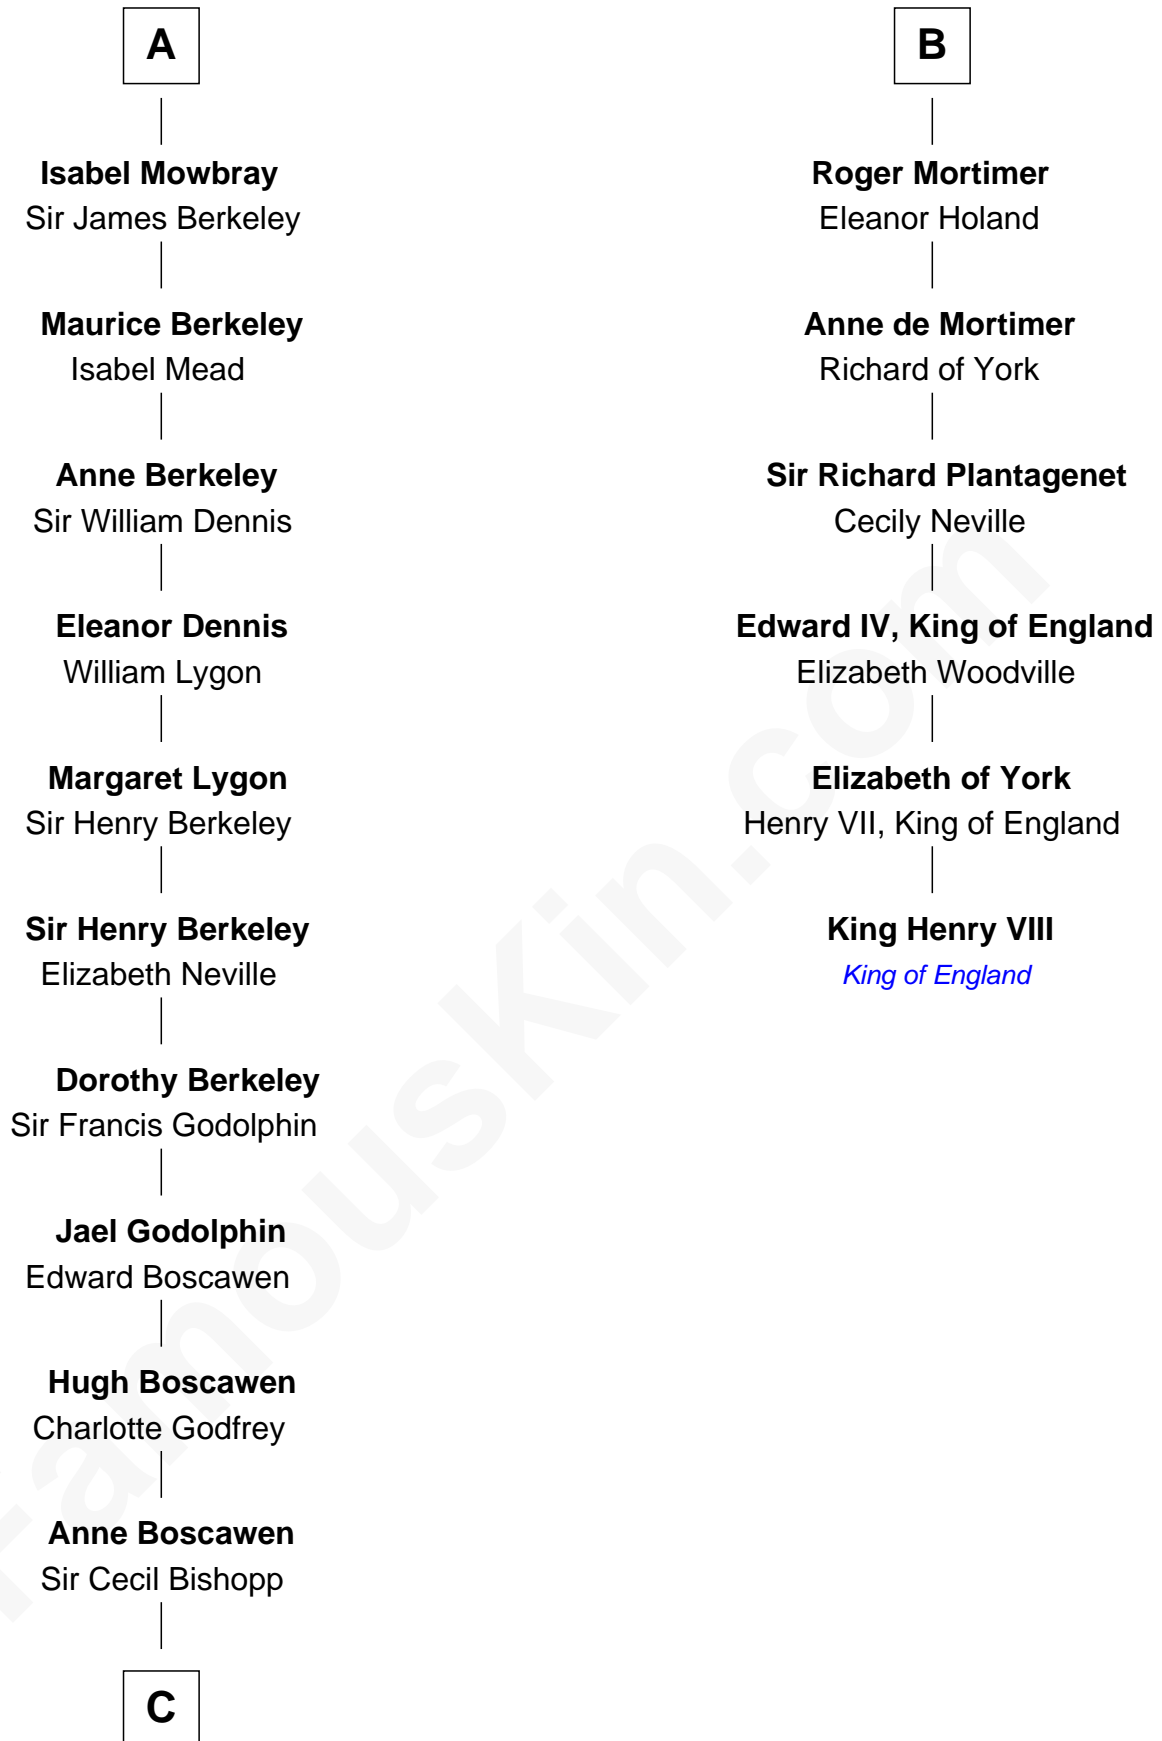 A
Isabel Mowbray
Sir James Berkeley
Maurice Berkeley
Isabel Mead
Anne Berkeley
Sir William Dennis
Eleanor Dennis
William Lygon
Margaret Lygon
Sir Henry Berkeley
Sir Henry Berkeley
Elizabeth Neville
Dorothy Berkeley
Sir Francis Godolphin
Jael Godolphin
Edward Boscawen
Hugh Boscawen
Charlotte Godfrey
Anne Boscawen
Sir Cecil Bishopp
C
B
Roger Mortimer
Eleanor Holand
Anne de Mortimer
Richard of York
Sir Richard Plantagenet
Cecily Neville
Edward IV, King of England
Elizabeth Woodville
Elizabeth of York
Henry VII, King of England
King Henry VIII
King of England
FamousKin.com